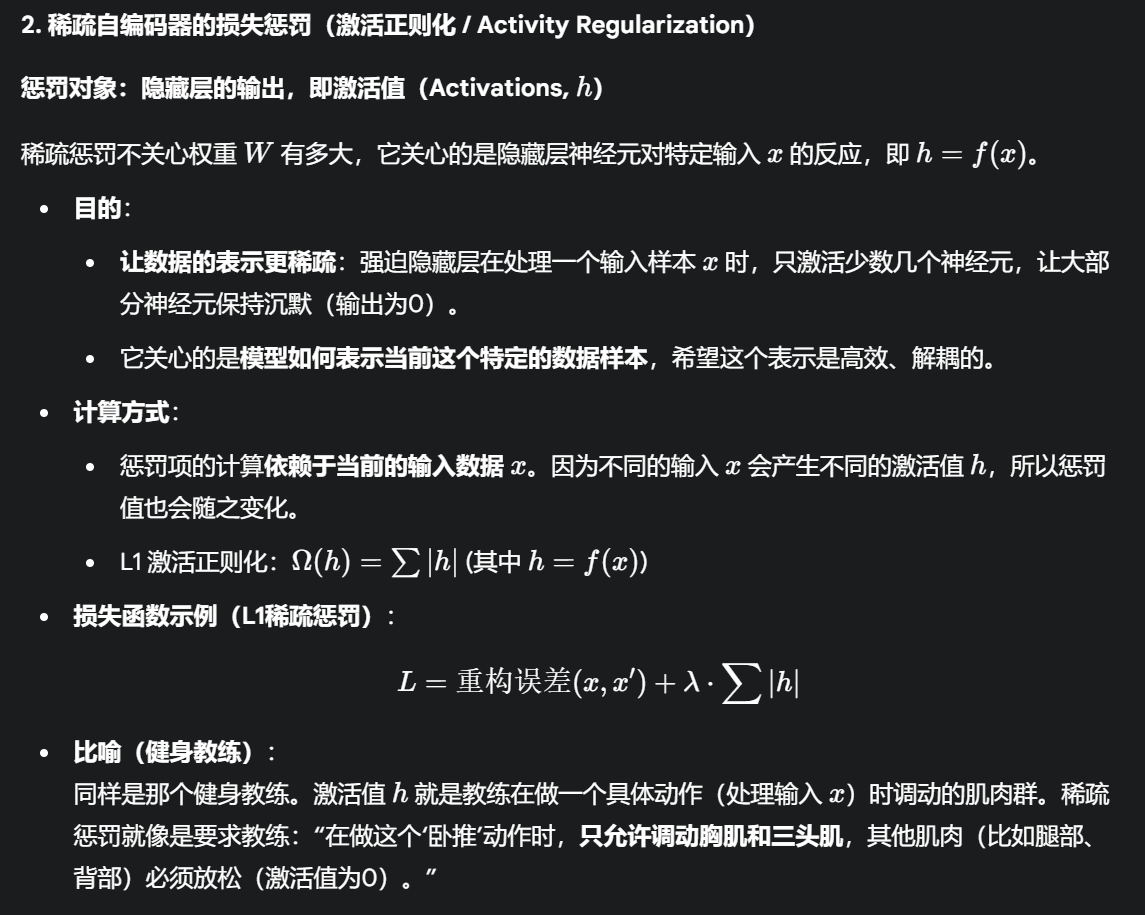 2. 稀疏自编码器的损失惩罚（激活正则化 / Activity Regularization）
惩罚对象：隐藏层的输出，即激活值（Activations, h）
稀疏惩罚不关心权重 W 有多大，它关心的是隐藏层神经元对特定输入 x 的反应，即 h = f(x)。
• 目的：
• 让数据的表示更稀疏：强迫隐藏层在处理一个输入样本 x 时，只激活少数几个神经元，让大部
分神经元保持沉默（输出为0）。
• 它关心的是模型如何表示当前这个特定的数据样本，希望这个表示是高效、解耦的。
• 计算方式：
• 惩罚项的计算依赖于当前的输入数据 x。因为不同的输入 x 会产生不同的激活值 h，所以惩罚
值也会随之变化。
• L1 激活正则化：Ω(h) = ∑|h| (其中 h = f(x))
• 损失函数示例（L1稀疏惩罚）：
L = 重构误差(x, x′) + λ · ∑|h|
• 比喻（健身教练）：
同样是那个健身教练。激活值 h 就是教练在做一个具体动作（处理输入 x）时调动的肌肉群。稀疏
惩罚就像是要求教练：“在做这个‘卧推’动作时，只允许调动胸肌和三头肌，其他肌肉（比如腿部、
背部）必须放松（激活值为0）。”